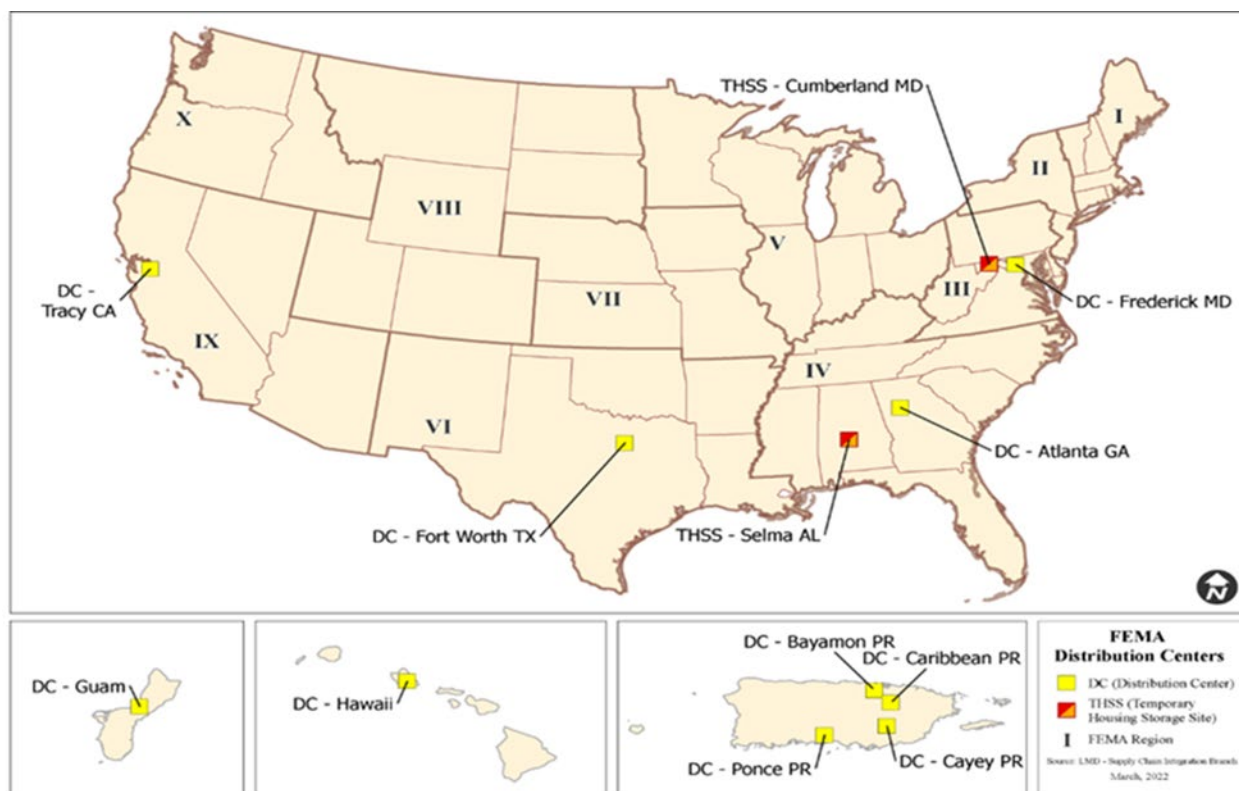 THSS - Cumberland MD
I
X
II
VIII
V
DC -
Tracy CA
VII
III
DC - Frederick MD
IX
IV
VI
DC - Atlanta GA
DC - Fort Worth TX
THSS - Selma AL
N
DC - Guam
DC - Hawaii
DC - Bayamon PR
DC - Caribbean PR
DC - Ponce PR
DC - Cayey PR
FEMA
Distribution Centers
DC (Distribution Center)
THSS (Temporary
Housing Storage Site)
I FEMA Region
Source: LMD - Supply Chain Integration Branch
March, 2022